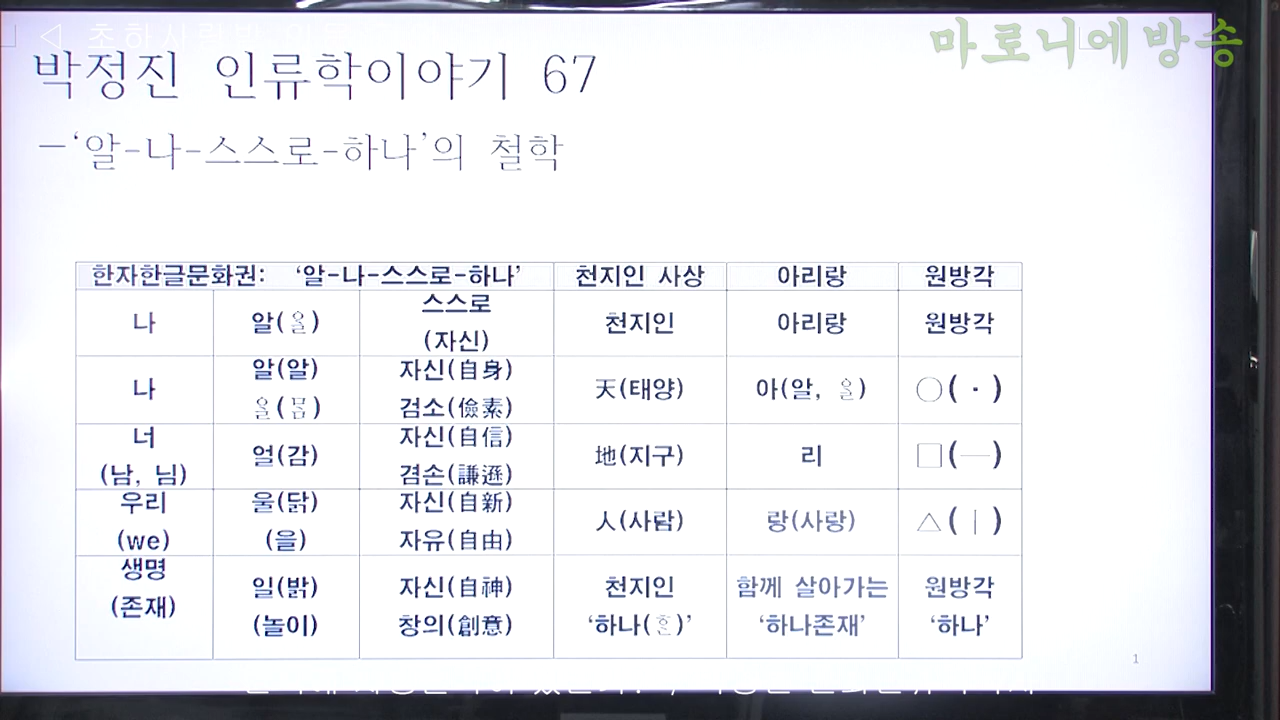 마로니에방송
박정진 인류학이야기 67
-'알-나-스스로-하나'의 철학
한자한글문화권: '알-나-스스로-하나' 천지인 사상 아리랑 원방각
나 알(ᄋᆞᆯ) 스스로 (자신) 천지인 아리랑 원방각
나 알(알) ᄋᆞᆯ(ᄆᆞᆷ) 자신(自身) 검소(儉素) 天(태양) 아(알, ᄋᆞᆯ) ○(·)
너 (남, 님) 얼(감) 자신(自信) 겸손(謙遜) 地(지구) 리 □(―)
우리 (we) 울(닭) (을) 자신(自新) 자유(自由) 人(사람) 랑(사랑) △(ㅣ)
생명 (존재) 일(밝) (놀이) 자신(自神) 창의(創意) 천지인 '하나(ᄒᆞᆫ)' 함께 살아가는 '하나존재' 원방각 '하나'
1